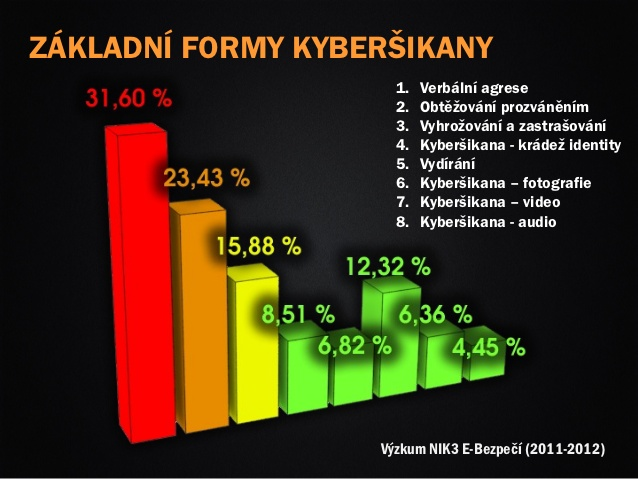 ZÁKLADNÍ FORMY KYBERŠIKANY
31,60 %
23,43 %
15,88 %
8,51 %
6,82 %
12,32 %
6,36 %
4,45 %
1. Verbální agrese
2. Obtěžování prozváněním
3. Vyhrožování a zastrašování
4. Kyberšikana - krádež identity
5. Vydírání
6. Kyberšikana – fotografie
7. Kyberšikana – video
8. Kyberšikana - audio
Výzkum NIK3 E-Bezpečí (2011-2012)